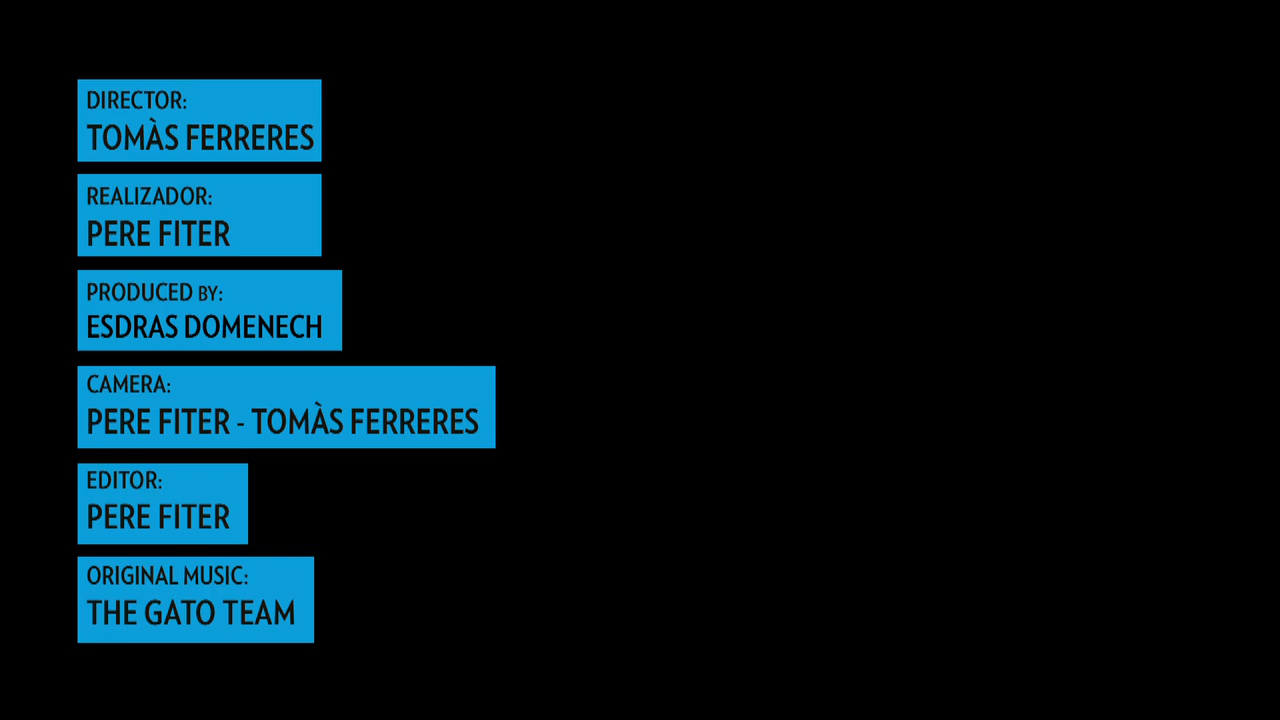 DIRECTOR:
TOMÀS FERRERES
REALIZADOR:
PERE FITER
PRODUCED BY:
ESDRAS DOMENECH
CAMERA:
PERE FITER - TOMÀS FERRERES
EDITOR:
PERE FITER
ORIGINAL MUSIC:
THE GATO TEAM